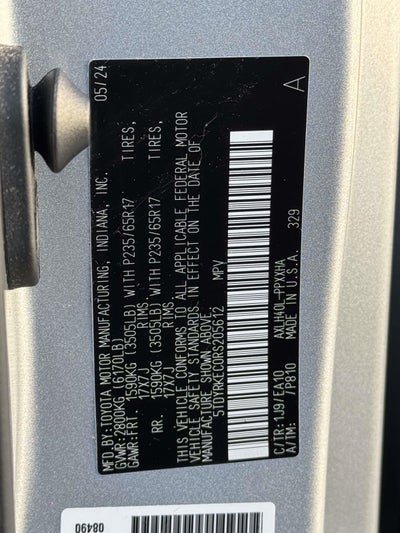 MFD.BY:TOYOTA MOTOR MANUFACTURING, INDIANA, INC. 05/24
GVWR:2800KG (6170LB)
GAWR:FRT. 1590KG (3505LB) WITH P235/65R17 TIRES,
17X7J RIMS
RR. 1590KG (3505LB) WITH P235/65R17 TIRES,
17X7J RIMS
THIS VEHICLE CONFORMS TO ALL APPLICABLE FEDERAL MOTOR
VEHICLE SAFETY STANDARDS IN EFFECT ON THE DATE OF
MANUFACTURE SHOWN ABOVE.
5TDYRKEC0RS205612 MPV
C/TR: 1J9/EA10 AXLH40L-PPXXHA A
A/TM: /P810 MADE IN U.S.A. 329
08490